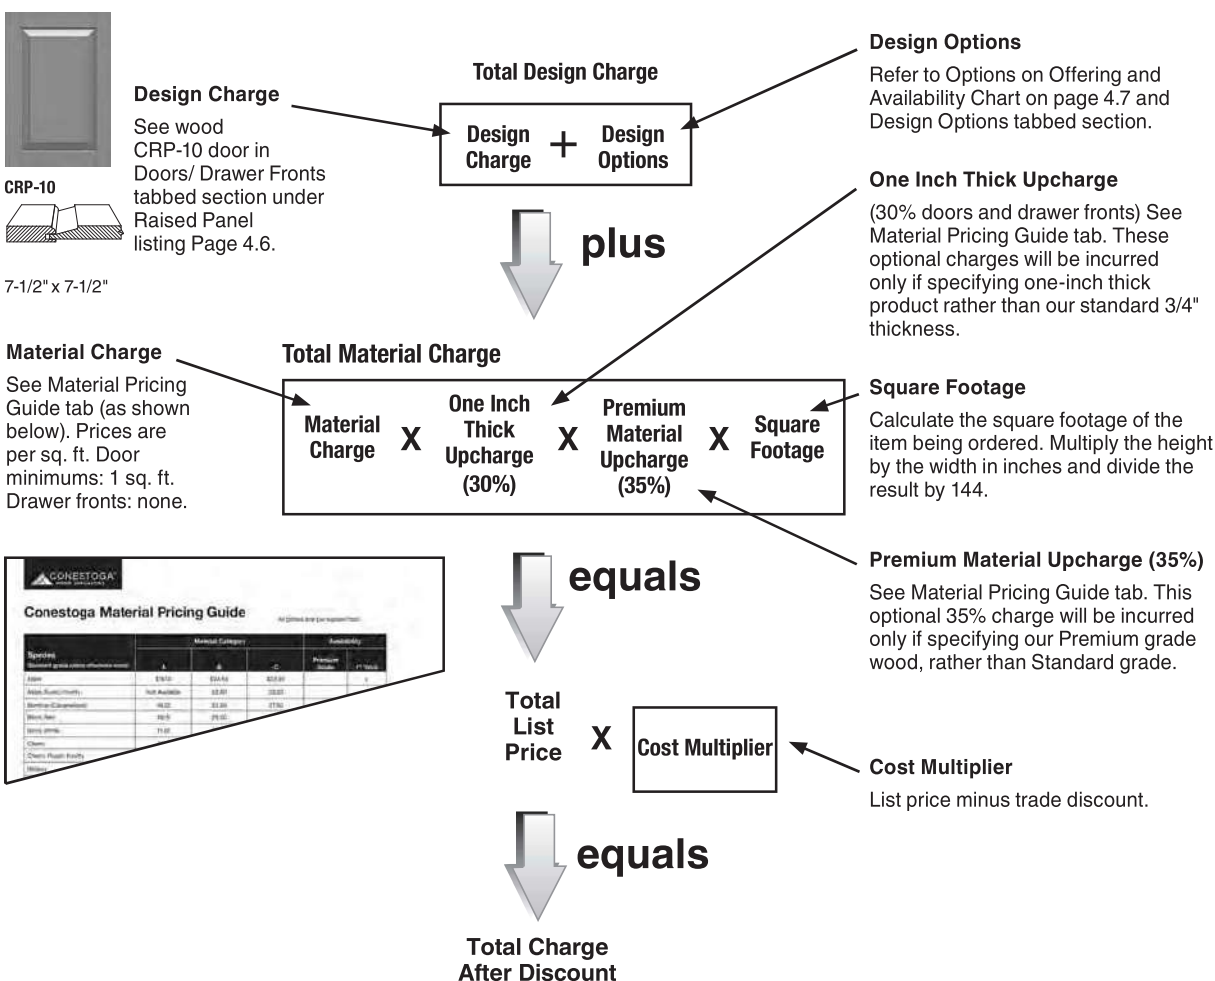 CRP-10
7-1/2" x 7-1/2"
Design Charge
See wood
CRP-10 door in
Doors/ Drawer Fronts
tabbed section under
Raised Panel
listing Page 4.6.
Total Design Charge
Design
Charge
+
Design
Options
Design Options
Refer to Options on Offering and
Availability Chart on page 4.7 and
Design Options tabbed section.
plus
One Inch Thick Upcharge
(30% doors and drawer fronts) See
Material Pricing Guide tab. These
optional charges will be incurred
only if specifying one-inch thick
product rather than our standard 3/4"
thickness.
Material Charge
See Material Pricing
Guide tab (as shown
below). Prices are
per sq. ft. Door
minimums: 1 sq. ft.
Drawer fronts: none.
Total Material Charge
Material
Charge
X
One Inch
Thick
Upcharge
(30%)
X
Premium
Material
Upcharge
(35%)
X
Square
Footage
Square Footage
Calculate the square footage of the
item being ordered. Multiply the height
by the width in inches and divide the
result by 144.
Premium Material Upcharge (35%)
See Material Pricing Guide tab. This
optional 35% charge will be incurred
only if specifying our Premium grade
wood, rather than Standard grade.
CONESTOGA
Conestoga Material Pricing Guide
Species
Material Category
Availability
A
B
C
Premium
Not Available
Cherry
equals
Total
List
Price
X
Cost Multiplier
Cost Multiplier
List price minus trade discount.
equals
Total Charge
After Discount